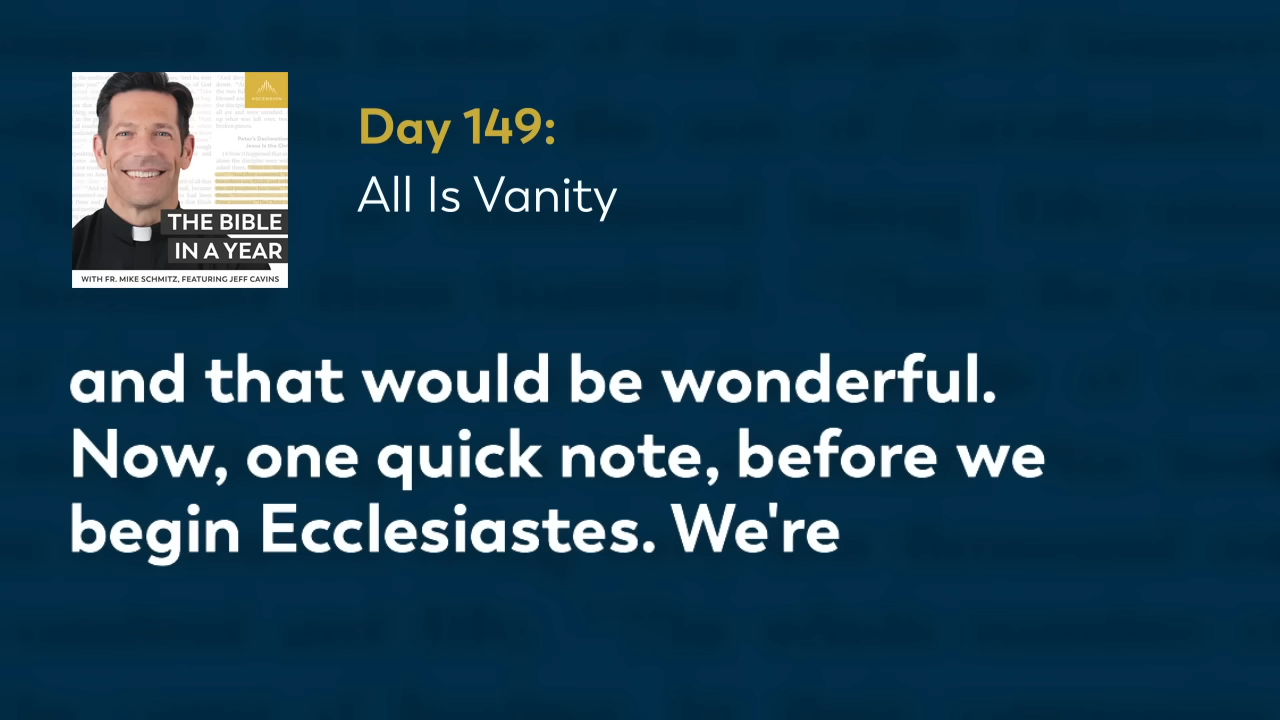 ASCENSION
THE BIBLE
IN A YEAR
WITH FR. MIKE SCHMITZ, FEATURING JEFF CAVINS
Day 149:
All Is Vanity
and that would be wonderful.
Now, one quick note, before we
begin Ecclesiastes. We're